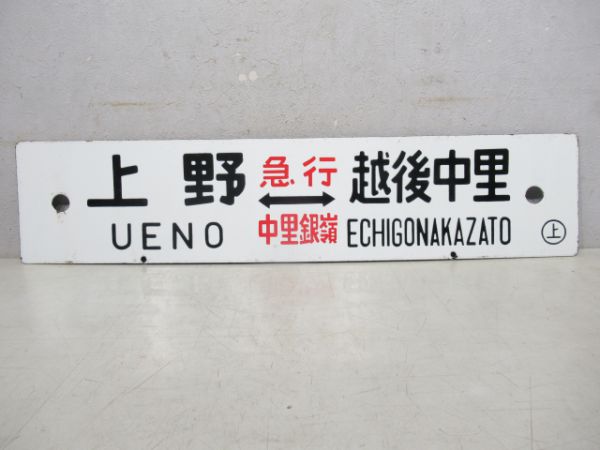 上野 急行 越後中里
UENO 中里銀嶺 ECHIGONAKAZATO 上